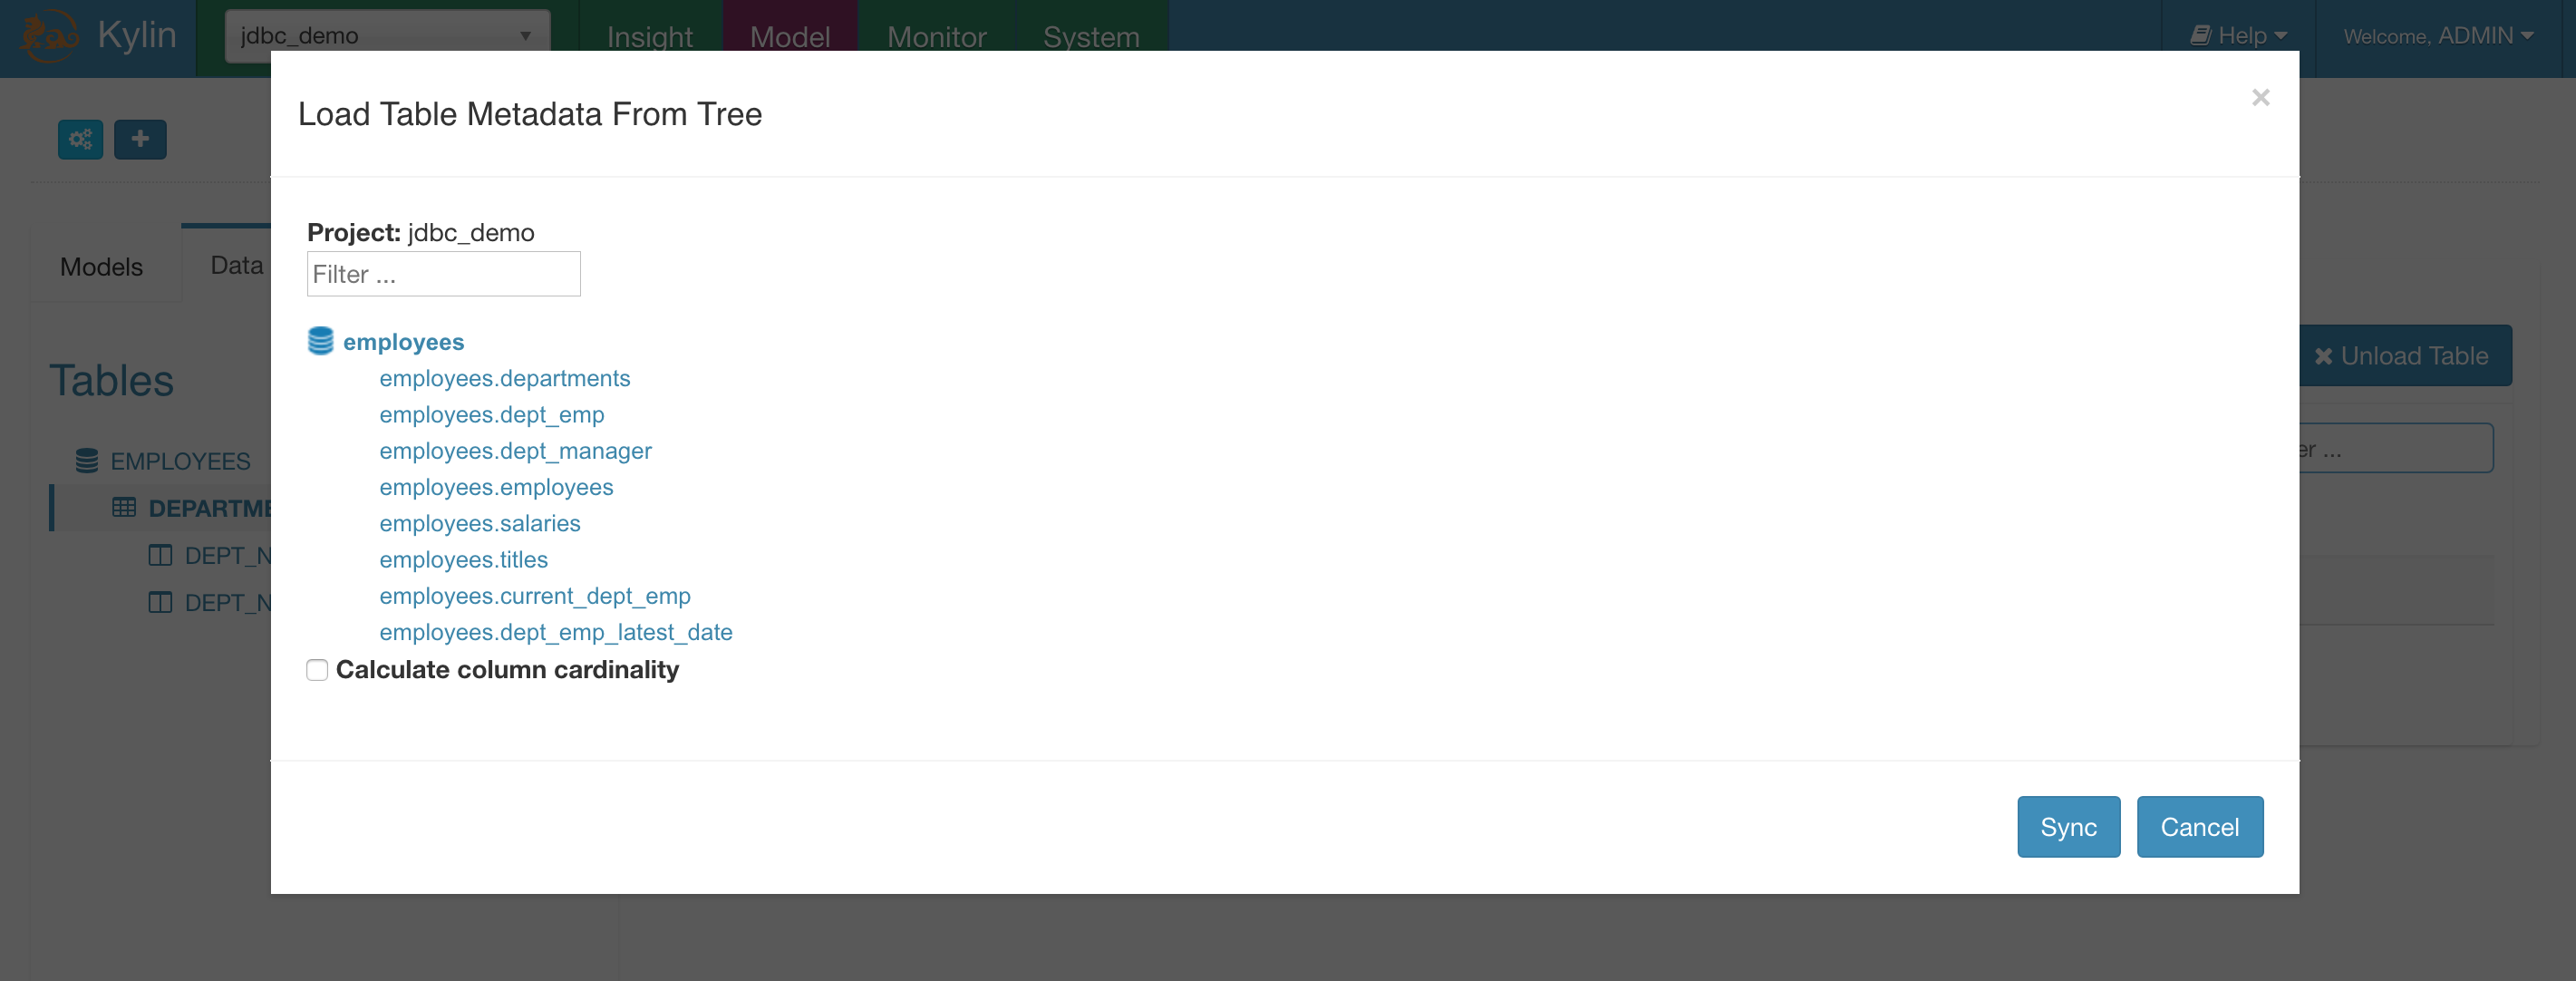 Kylin
jdbc_demo
Insight
Model
Monitor
System
Help
Welcome, ADMIN
Load Table Metadata From Tree
×
Project: jdbc_demo
Filter ...
Models
Data
employees
employees.departments
employees.dept_emp
employees.dept_manager
employees.employees
employees.salaries
employees.titles
employees.current_dept_emp
employees.dept_emp_latest_date
Calculate column cardinality
Tables
EMPLOYEES
DEPARTME
DEPT_N
DEPT_N
Unload Table
er ...
Sync
Cancel